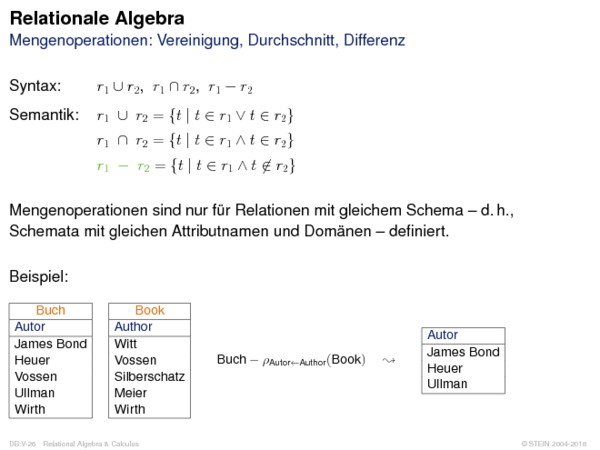 Relationale Algebra
Mengenoperationen: Vereinigung, Durchschnitt, Differenz
Syntax: r₁ ∪ r₂, r₁ ∩ r₂, r₁ − r₂
Semantik: r₁ ∪ r₂ = {t | t ∈ r₁ ∨ t ∈ r₂}
r₁ ∩ r₂ = {t | t ∈ r₁ ∧ t ∈ r₂}
r₁ − r₂ = {t | t ∈ r₁ ∧ t ∉ r₂}
Mengenoperationen sind nur für Relationen mit gleichem Schema – d. h.,
Schemata mit gleichen Attributnamen und Domänen – definiert.
Beispiel:
Buch
Autor
James Bond
Heuer
Vossen
Ullman
Wirth
Book
Author
Witt
Vossen
Silberschatz
Meier
Wirth
Buch − ρAutor←Author(Book) ⤳
Autor
James Bond
Heuer
Ullman
DB:V-26 Relational Algebra & Calculus © STEIN 2004-2018